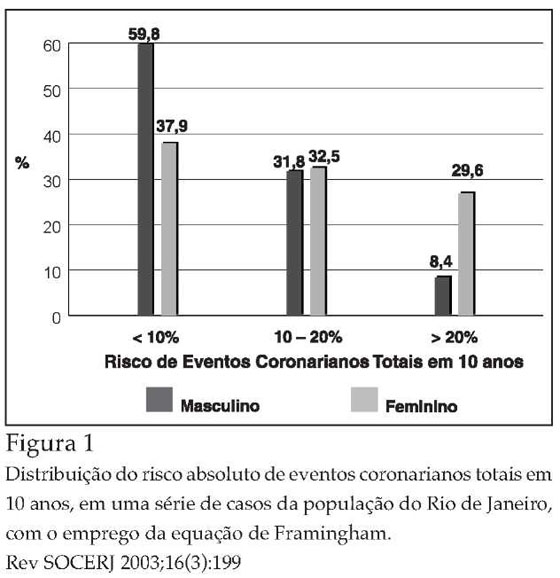 59,8
60
50
40
37,9
%
31,8
32,5
29,6
30
20
10
8,4
0
< 10%
10 – 20%
> 20%
Risco de Eventos Coronarianos Totais em 10 anos
Masculino
Feminino
Figura 1
Distribuição do risco absoluto de eventos coronarianos totais em
10 anos, em uma série de casos da população do Rio de Janeiro,
com o emprego da equação de Framingham.
Rev SOCERJ 2003;16(3):199